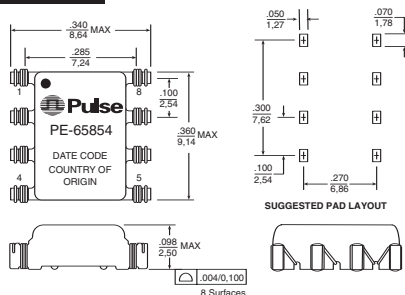 .340
8,64 MAX
.285
7,24
1
8
.100
2,54
Pulse
PE-65854
.360
9,14 MAX
DATE CODE
COUNTRY OF
ORIGIN
4
5
.050
1,27
.070
1,78
.300
7,62
.100
2,54
.270
6,86
SUGGESTED PAD LAYOUT
.098
2,50 MAX
.004/0,100
8 Surfaces